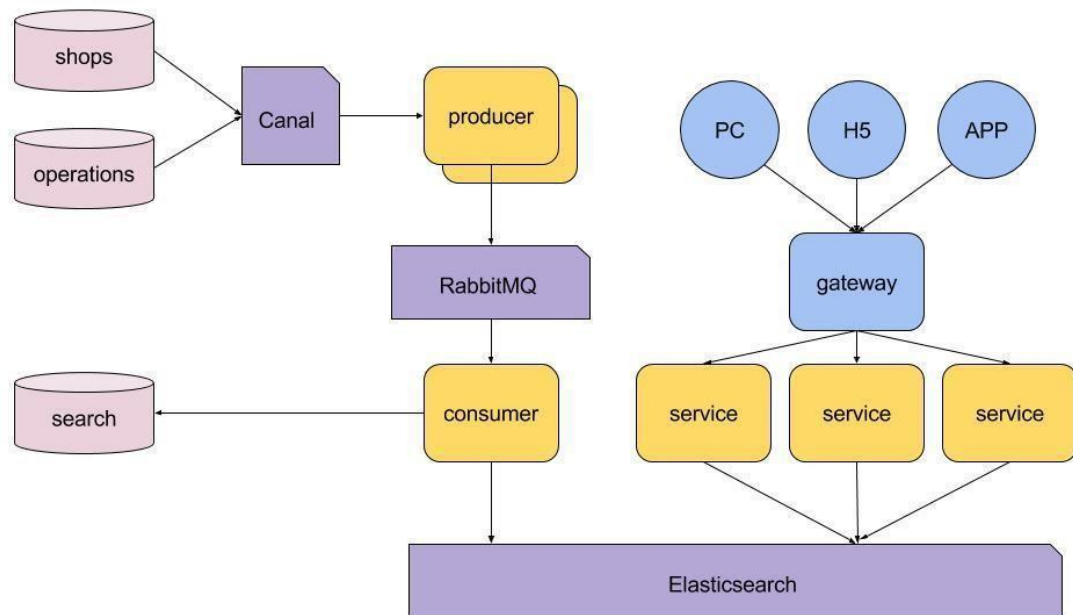 shops
operations
Canal
producer
PC
H5
APP
RabbitMQ
gateway
search
consumer
service
service
service
Elasticsearch